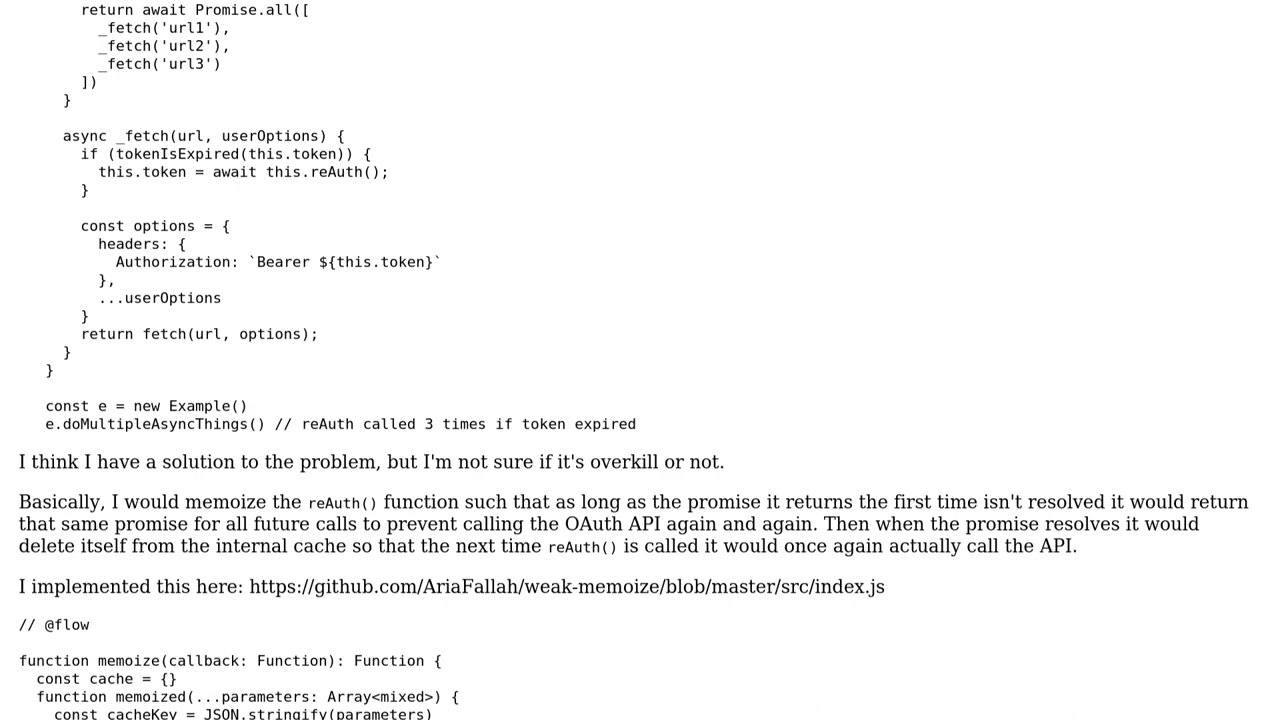 return await Promise.all([
_fetch('url1'),
_fetch('url2'),
_fetch('url3')
])
}
async _fetch(url, userOptions) {
if (tokenIsExpired(this.token)) {
this.token = await this.reAuth();
}
const options = {
headers: {
Authorization: `Bearer ${this.token}`
},
...userOptions
}
return fetch(url, options);
}
}
const e = new Example()
e.doMultipleAsyncThings() // reAuth called 3 times if token expired
I think I have a solution to the problem, but I'm not sure if it's overkill or not.
Basically, I would memoize the reAuth() function such that as long as the promise it returns the first time isn't resolved it would return
that same promise for all future calls to prevent calling the OAuth API again and again. Then when the promise resolves it would
delete itself from the internal cache so that the next time reAuth() is called it would once again actually call the API.
I implemented this here: https://github.com/AriaFallah/weak-memoize/blob/master/src/index.js
// @flow
function memoize(callback: Function): Function {
const cache = {}
function memoized(...parameters: Array<mixed>) {
const cacheKey = JSON.stringify(parameters)